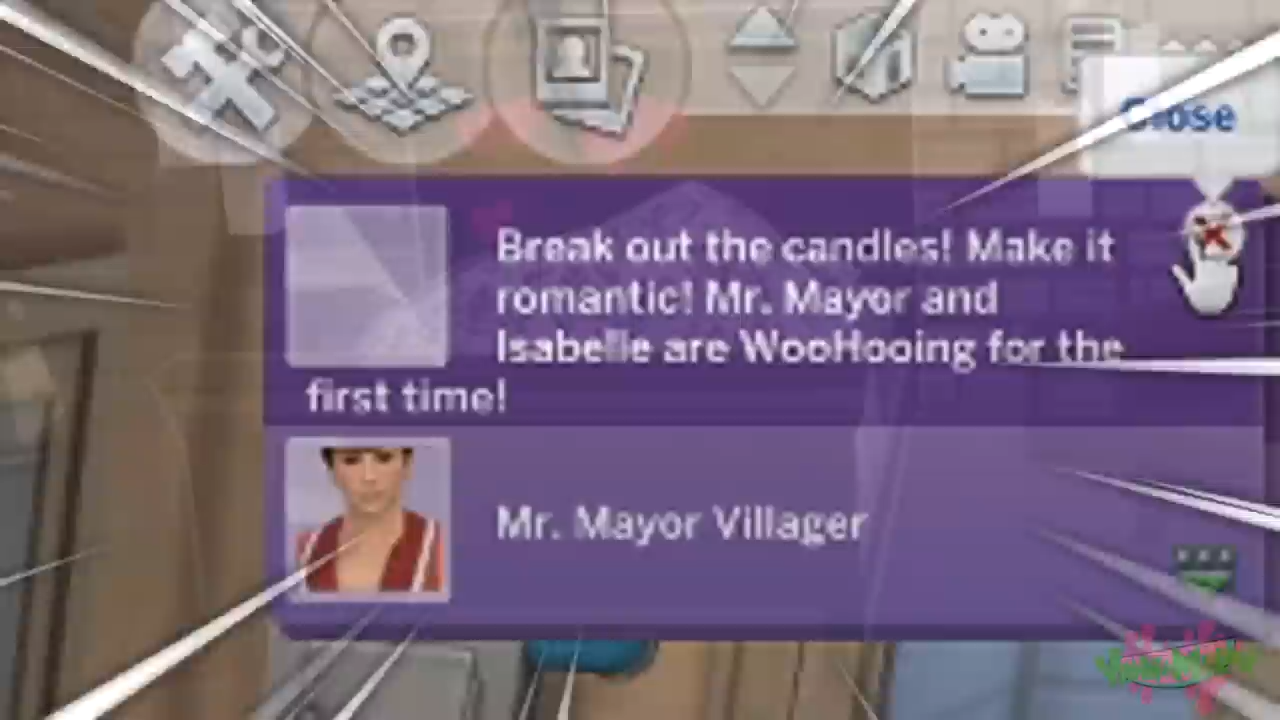 Close
Break out the candles! Make it
romantic! Mr. Mayor and
Isabelle are WooHooing for the
first time!
Mr. Mayor Villager